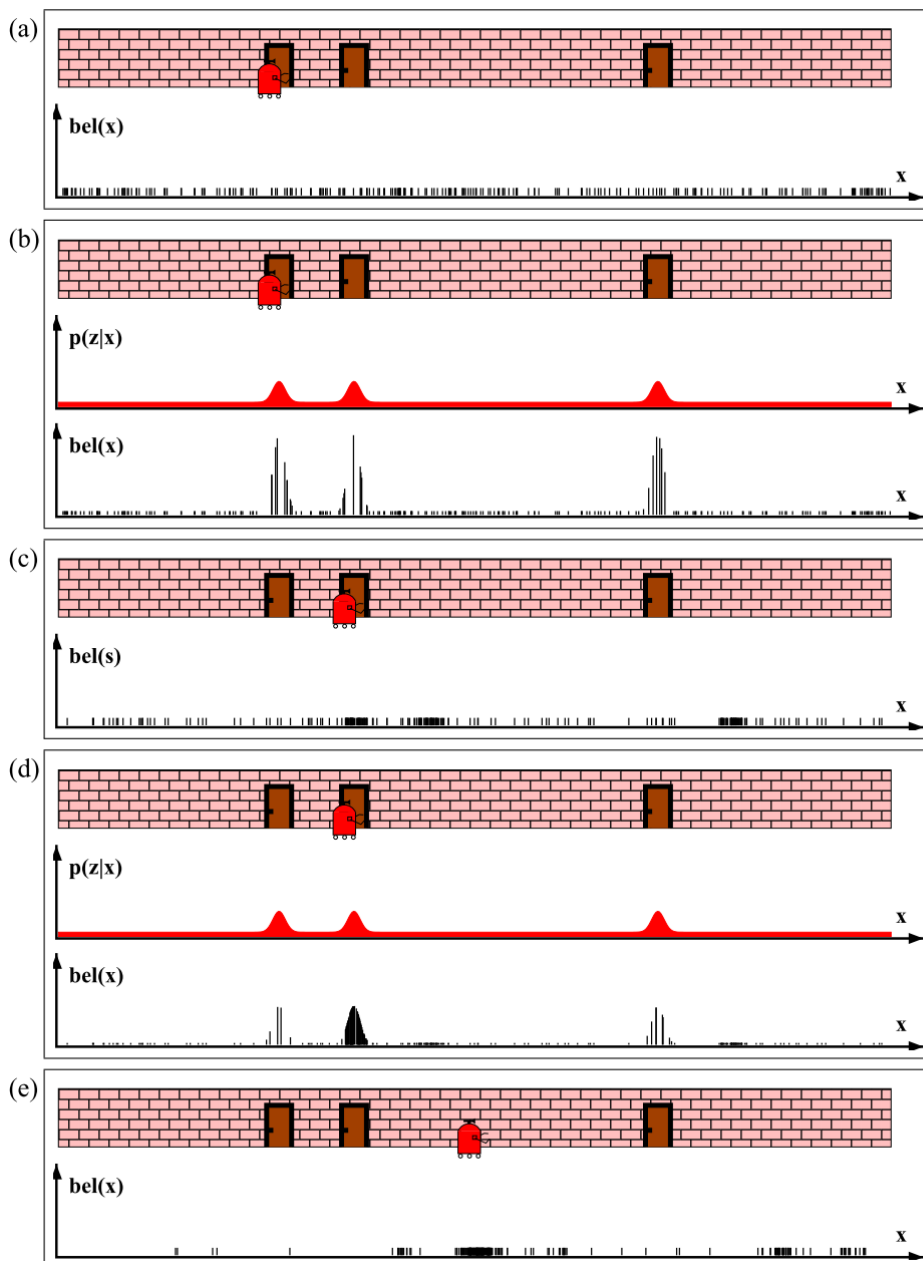 (a)
bel(x)
x
(b)
p(z|x)
x
bel(x)
x
(c)
bel(s)
x
(d)
p(z|x)
x
bel(x)
x
(e)
bel(x)
x